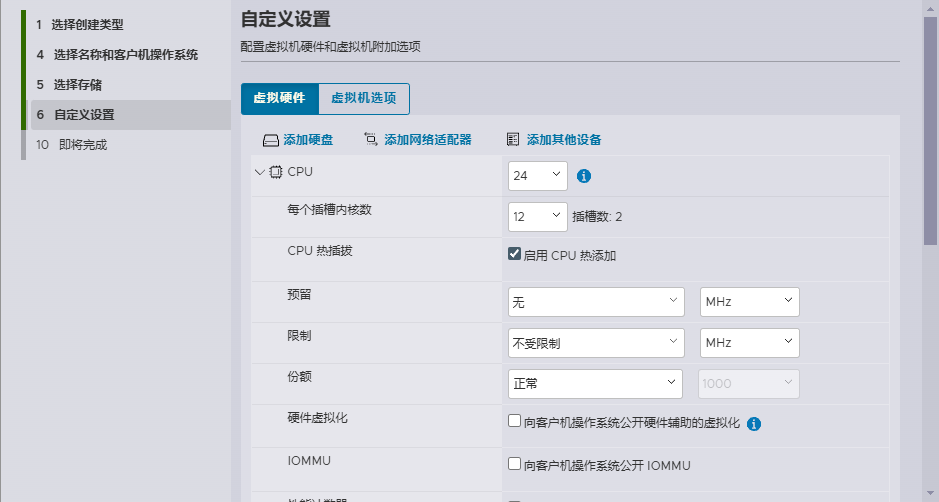 1 选择创建类型
4 选择名称和客户机操作系统
5 选择存储
6 自定义设置
10 即将完成
自定义设置
配置虚拟机硬件和虚拟机附加选项
虚拟硬件 虚拟机选项
添加硬盘 添加网络适配器 添加其他设备
CPU 24
每个插槽内核数 12 插槽数: 2
CPU 热插拔 启用 CPU 热添加
预留 无 MHz
限制 不受限制 MHz
份额 正常 1000
硬件虚拟化 向客户机操作系统公开硬件辅助的虚拟化
IOMMU 向客户机操作系统公开 IOMMU
性能计数器